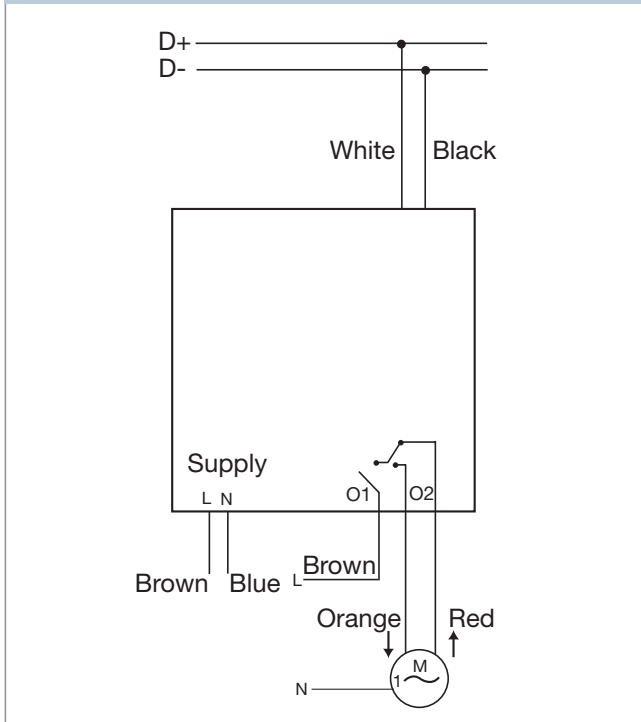 D+
D-
White Black
Supply
L N O1 O2
Brown Blue L Brown
Orange Red
M
1
N